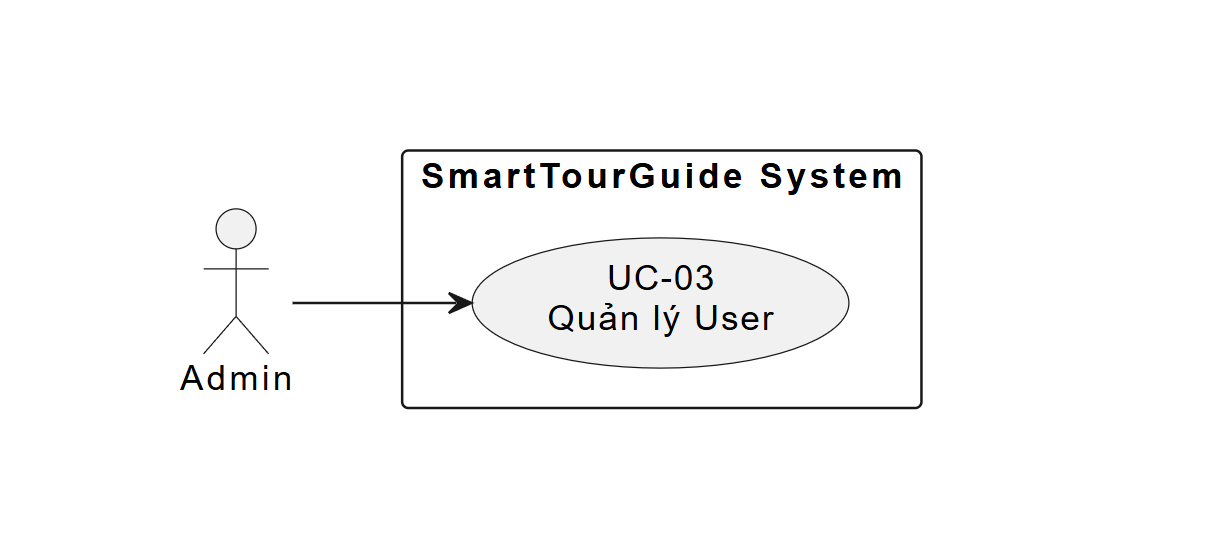 SmartTourGuide System
UC-03
Quản lý User
Admin